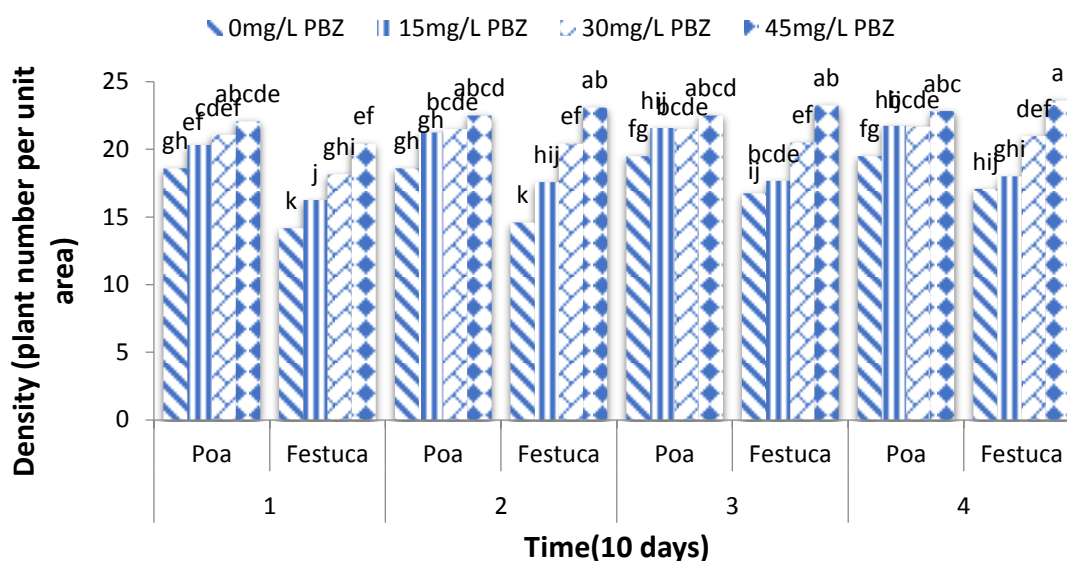 0mg/L PBZ 15mg/L PBZ 30mg/L PBZ 45mg/L PBZ
Density (plant number per unit
area)
25
20
15
10
5
0
gh ef cdef abcde
k j ghi ef
gh gh bcde abcd
k hij ef ab
fg hij bcde abcd
ij bcde ef ab
fg hij bcde abc
hij ghi def a
Poa Festuca Poa Festuca Poa Festuca Poa Festuca
1 2 3 4
Time(10 days)